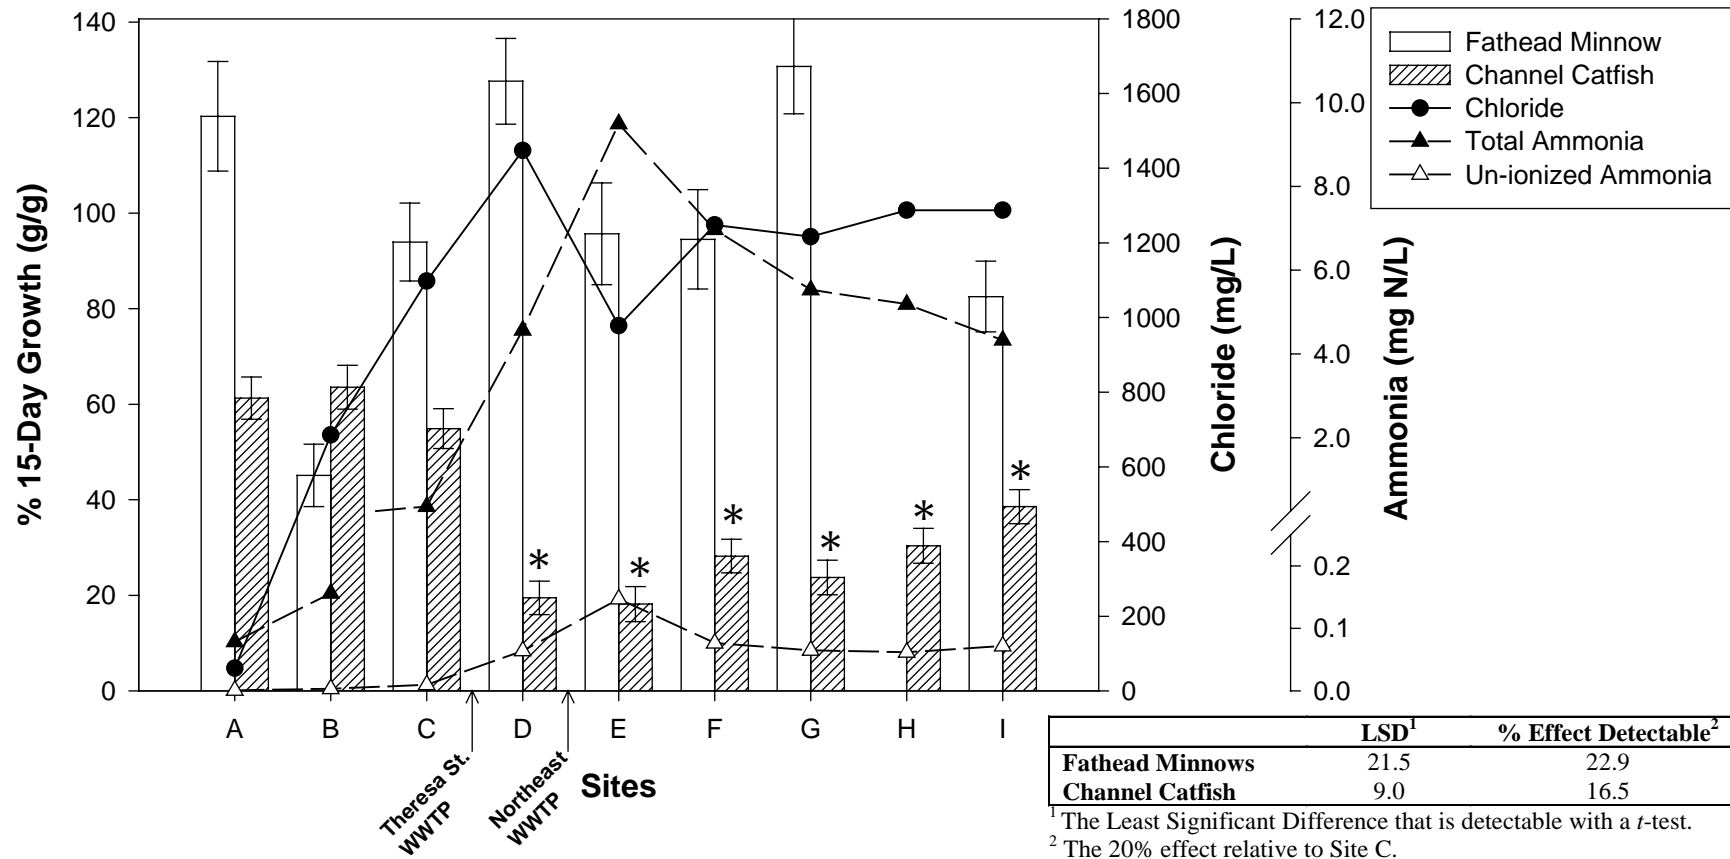 % 15-Day Growth (g/g)
140
120
100
80
60
40
20
0
1800
1600
1400
1200
1000
800
600
400
200
0
Chloride (mg/L)
12.0
10.0
8.0
6.0
4.0
2.0
0.2
0.1
0.0
Ammonia (mg N/L)
Fathead Minnow
Channel Catfish
Chloride
Total Ammonia
Un-ionized Ammonia
* * * * * *
A B C D E F G H I
Theresa St.
WWTP
Northeast
WWTP
Sites
LSD¹ % Effect Detectable²
Fathead Minnows 21.5 22.9
Channel Catfish 9.0 16.5
¹ The Least Significant Difference that is detectable with a t-test.
² The 20% effect relative to Site C.